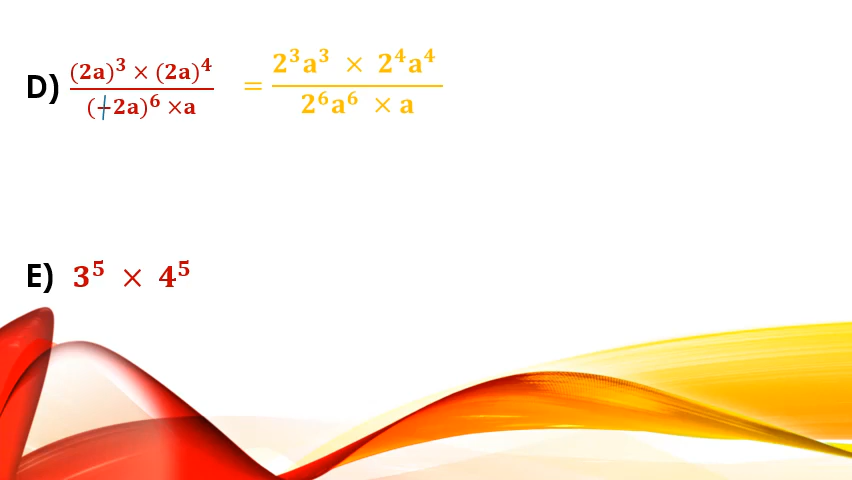 D) (2a)³ × (2a)⁴ / (−2a)⁶ ×a = 2³a³ × 2⁴a⁴ / 2⁶a⁶ × a
E) 3⁵ × 4⁵